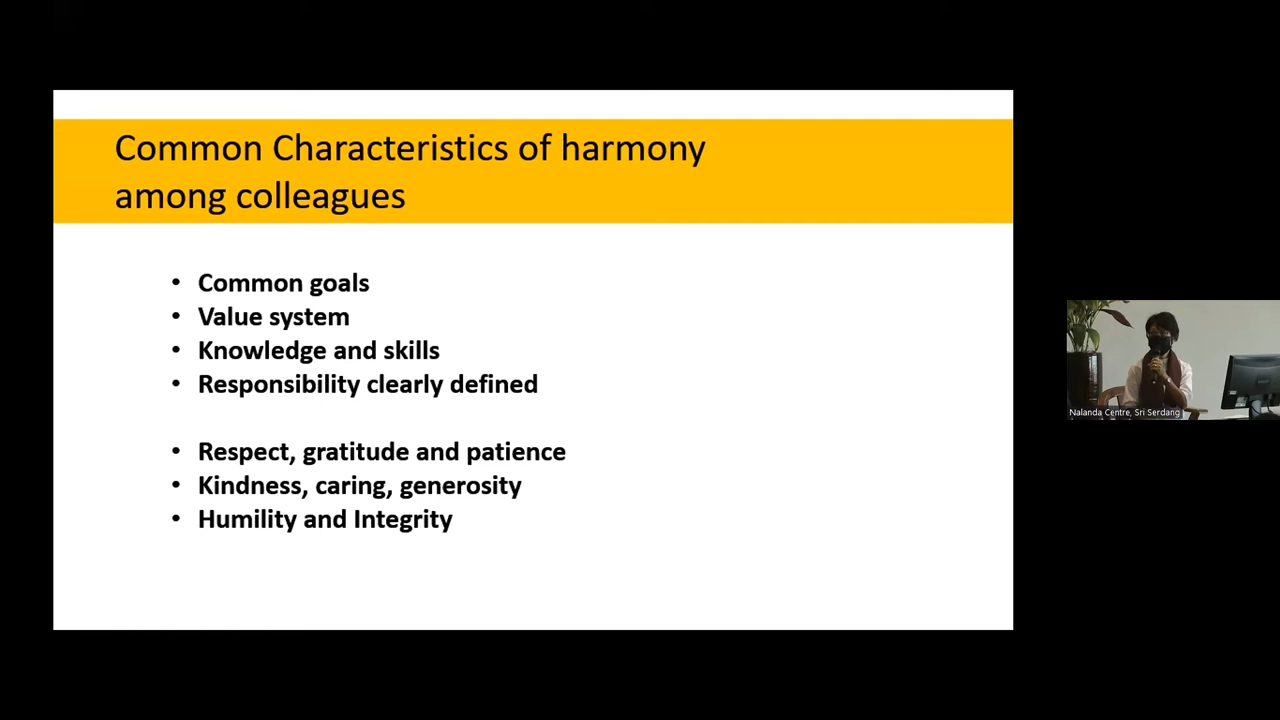 Common Characteristics of harmony
among colleagues
• Common goals
• Value system
• Knowledge and skills
• Responsibility clearly defined
• Respect, gratitude and patience
• Kindness, caring, generosity
• Humility and Integrity
Nalanda Centre, Sri Serdang